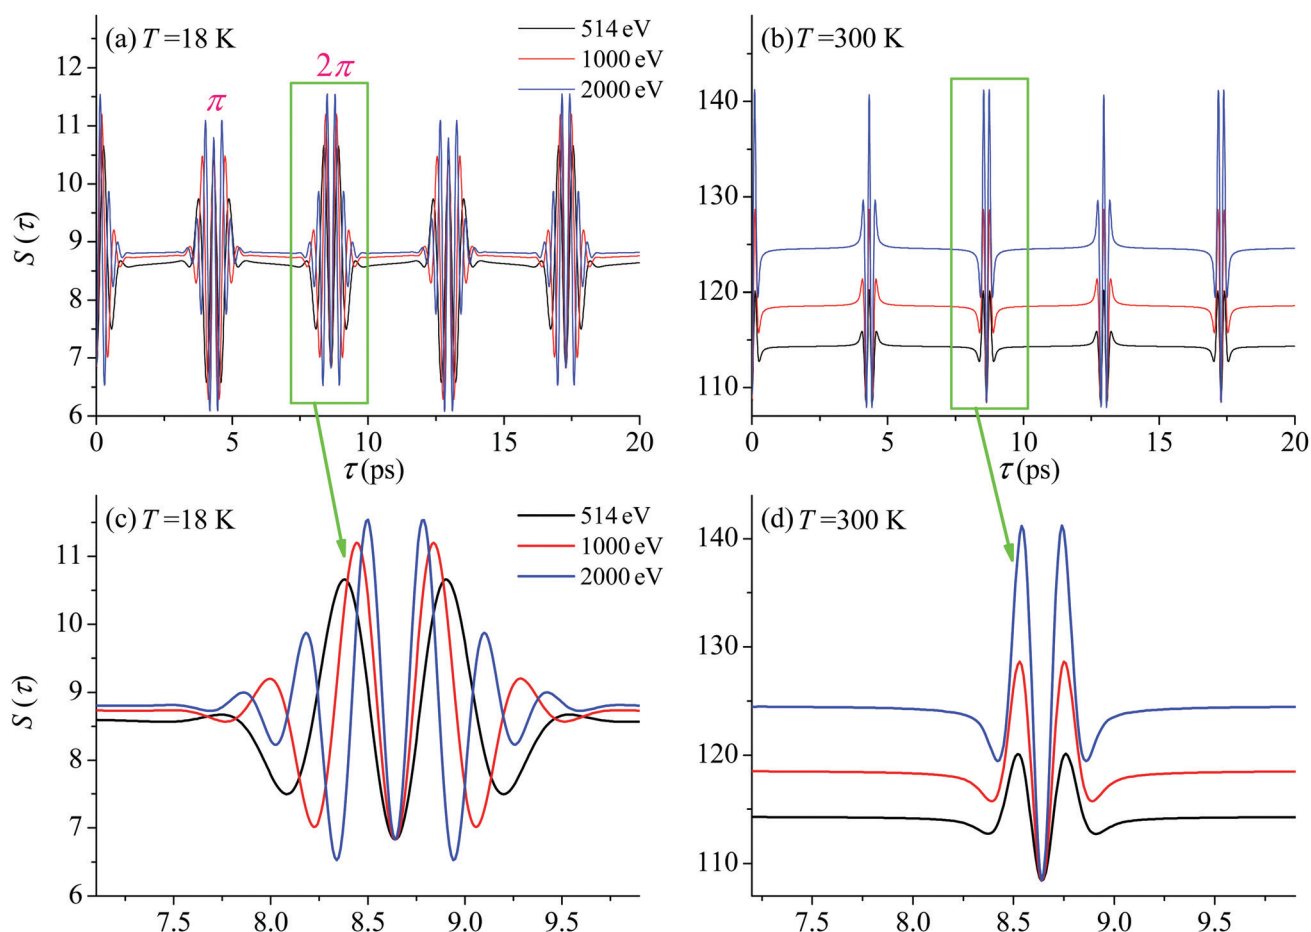 (a) T =18 K
514 eV
1000 eV
2000 eV
π
2π
S (τ)
12
11
10
9
8
7
6
0
5
10
15
20
τ (ps)
(b) T =300 K
140
130
120
110
0
5
10
15
20
τ (ps)
(c) T =18 K
514 eV
1000 eV
2000 eV
S (τ)
11
10
9
8
7
6
7.5
8.0
8.5
9.0
9.5
(d) T =300 K
140
130
120
110
7.5
8.0
8.5
9.0
9.5